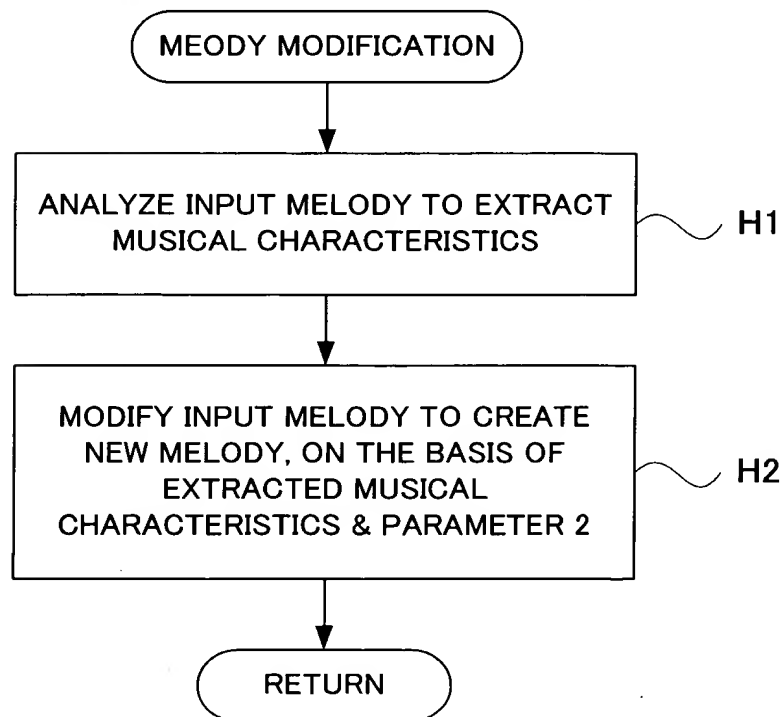 MEODY MODIFICATION
ANALYZE INPUT MELODY TO EXTRACT
MUSICAL CHARACTERISTICS
H1
MODIFY INPUT MELODY TO CREATE
NEW MELODY, ON THE BASIS OF
EXTRACTED MUSICAL
CHARACTERISTICS & PARAMETER 2
H2
RETURN